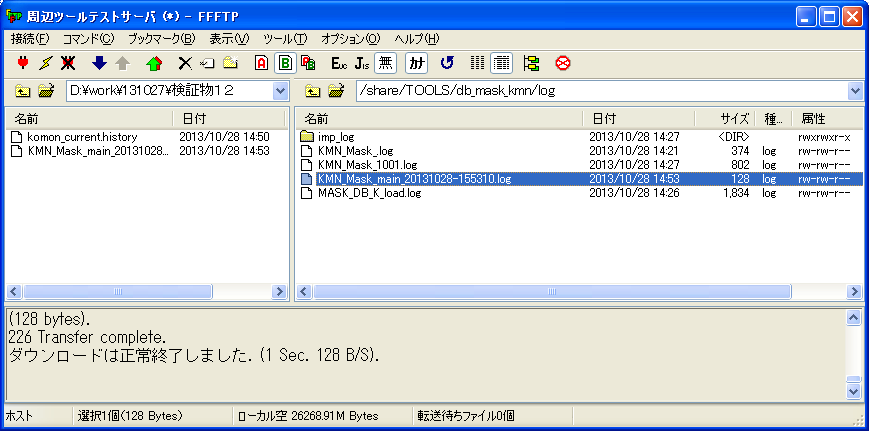 周辺ツールテストサーバ (*) - FFFTP
接続(F) コマンド(C) ブックマーク(B) 表示(V) ツール(T) オプション(O) ヘルプ(H)
A B B Euc Jis 無 カナ
D:¥work¥131027¥検証物12 /share/TOOLS/db_mask_kmn/log
名前 日付
komon_current.history 2013/10/28 14:50
KMN_Mask_main_20131028... 2013/10/28 14:53
名前 日付 サイズ 種... 属性
imp_log 2013/10/28 14:27 <DIR> rwxrwxr-x
KMN_Mask_.log 2013/10/28 14:21 374 log rw-rw-r--
KMN_Mask_1001.log 2013/10/28 14:27 802 log rw-rw-r--
KMN_Mask_main_20131028-155310.log 2013/10/28 14:53 128 log rw-rw-r--
MASK_DB_K_load.log 2013/10/28 14:26 1,834 log rw-rw-r--
(128 bytes).
226 Transfer complete.
ダウンロードは正常終了しました. (1 Sec. 128 B/S).
ホスト 選択1個(128 Bytes) ローカル空 26268.91M Bytes 転送待ちファイル0個